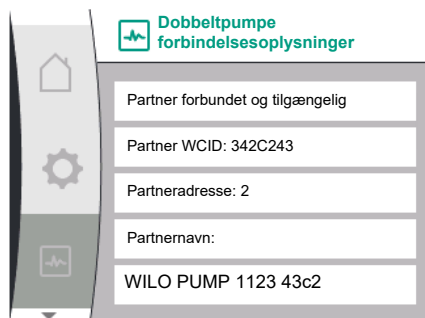 Dobbeltpumpe
forbindelsesoplysninger
Partner forbundet og tilgængelig
Partner WCID: 342C243
Partneradresse: 2
Partnernavn:
WILO PUMP 1123 43c2